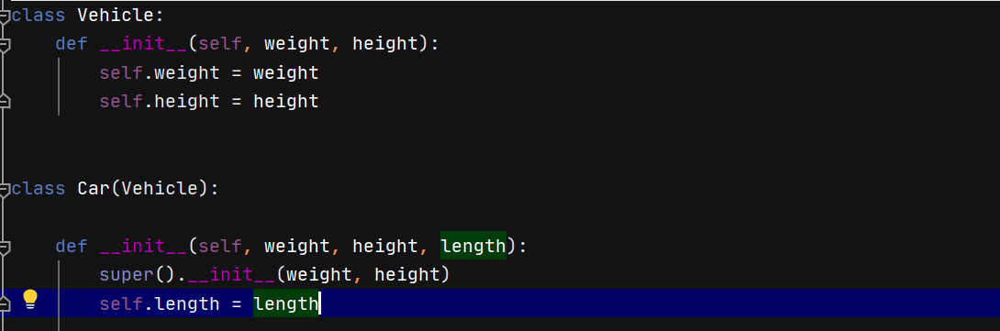 class Vehicle:
    def __init__(self, weight, height):
        self.weight = weight
        self.height = height
class Car(Vehicle):
    def __init__(self, weight, height, length):
        super().__init__(weight, height)
        self.length = length